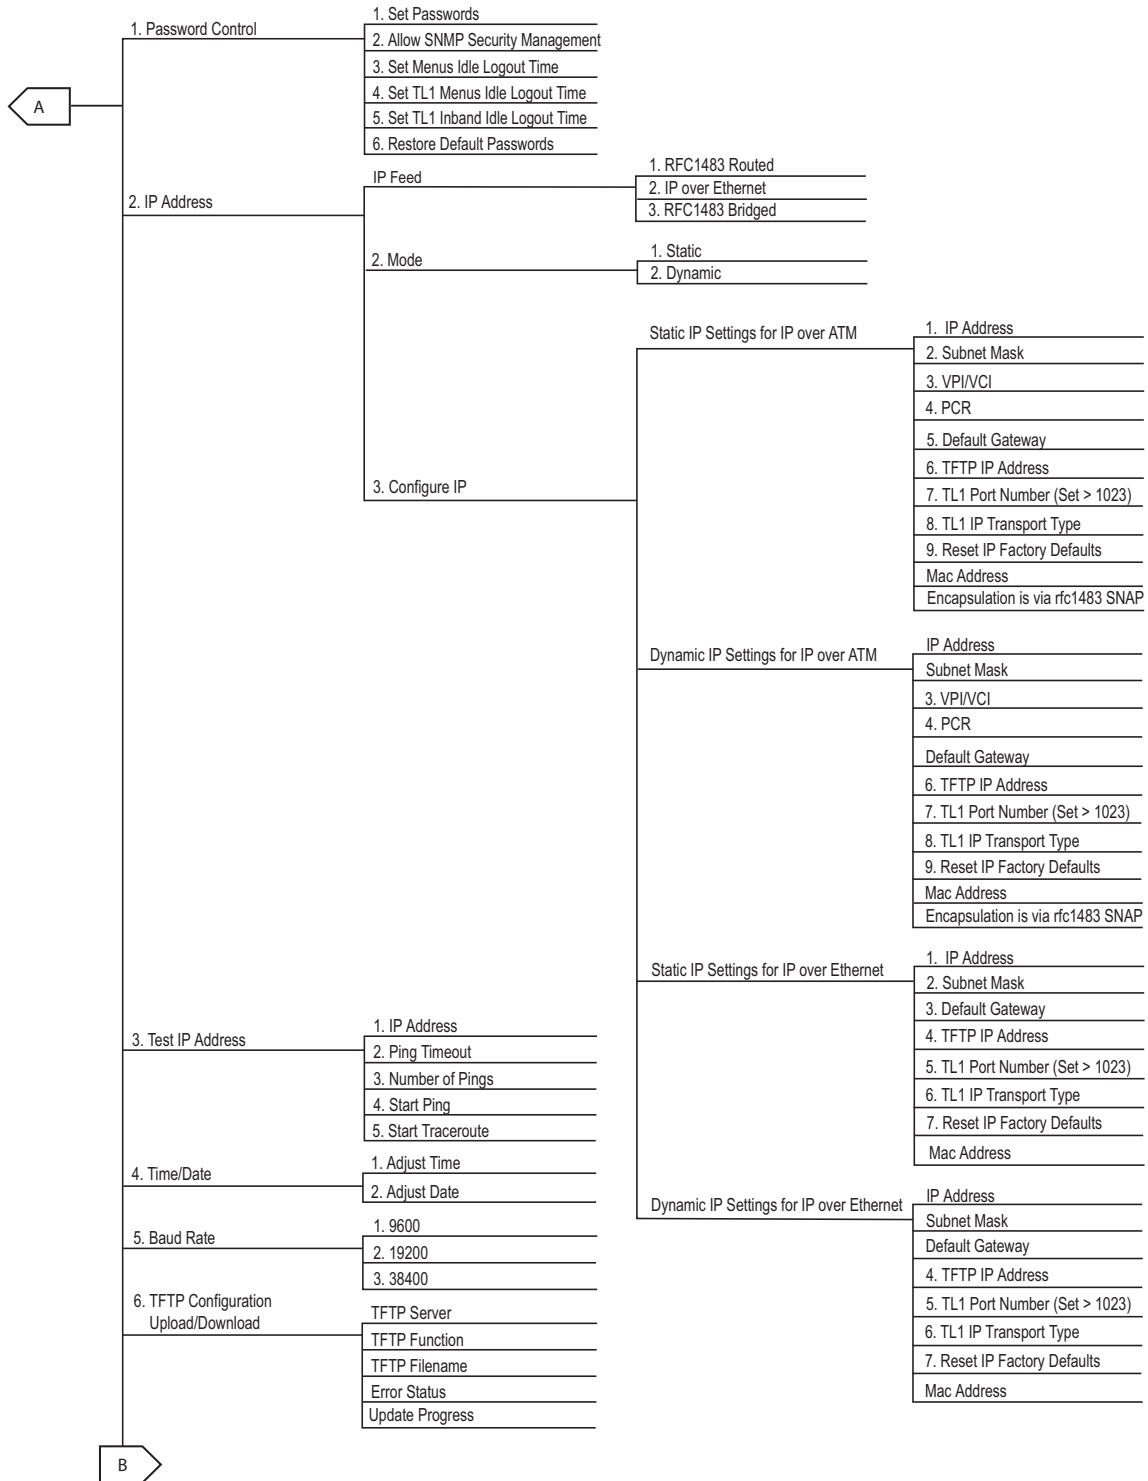 A
1. Password Control
1. Set Passwords
2. Allow SNMP Security Management
3. Set Menus Idle Logout Time
4. Set TL1 Menus Idle Logout Time
5. Set TL1 Inband Idle Logout Time
6. Restore Default Passwords
2. IP Address
IP Feed
1. RFC1483 Routed
2. IP over Ethernet
3. RFC1483 Bridged
2. Mode
1. Static
2. Dynamic
3. Configure IP
Static IP Settings for IP over ATM
1. IP Address
2. Subnet Mask
3. VPI/VCI
4. PCR
5. Default Gateway
6. TFTP IP Address
7. TL1 Port Number (Set > 1023)
8. TL1 IP Transport Type
9. Reset IP Factory Defaults
Mac Address
Encapsulation is via rfc1483 SNAP
Dynamic IP Settings for IP over ATM
IP Address
Subnet Mask
3. VPI/VCI
4. PCR
Default Gateway
6. TFTP IP Address
7. TL1 Port Number (Set > 1023)
8. TL1 IP Transport Type
9. Reset IP Factory Defaults
Mac Address
Encapsulation is via rfc1483 SNAP
Static IP Settings for IP over Ethernet
1. IP Address
2. Subnet Mask
3. Default Gateway
4. TFTP IP Address
5. TL1 Port Number (Set > 1023)
6. TL1 IP Transport Type
7. Reset IP Factory Defaults
Mac Address
Dynamic IP Settings for IP over Ethernet
IP Address
Subnet Mask
Default Gateway
4. TFTP IP Address
5. TL1 Port Number (Set > 1023)
6. TL1 IP Transport Type
7. Reset IP Factory Defaults
Mac Address
3. Test IP Address
1. IP Address
2. Ping Timeout
3. Number of Pings
4. Start Ping
5. Start Traceroute
4. Time/Date
1. Adjust Time
2. Adjust Date
5. Baud Rate
1. 9600
2. 19200
3. 38400
6. TFTP Configuration
Upload/Download
TFTP Server
TFTP Function
TFTP Filename
Error Status
Update Progress
B